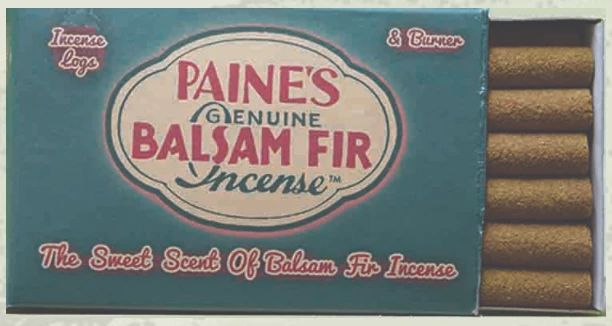 Incense
Logs
& Burner
PAINE'S
GENUINE
BALSAM FIR
Incense™
The Sweet Scent Of Balsam Fir Incense